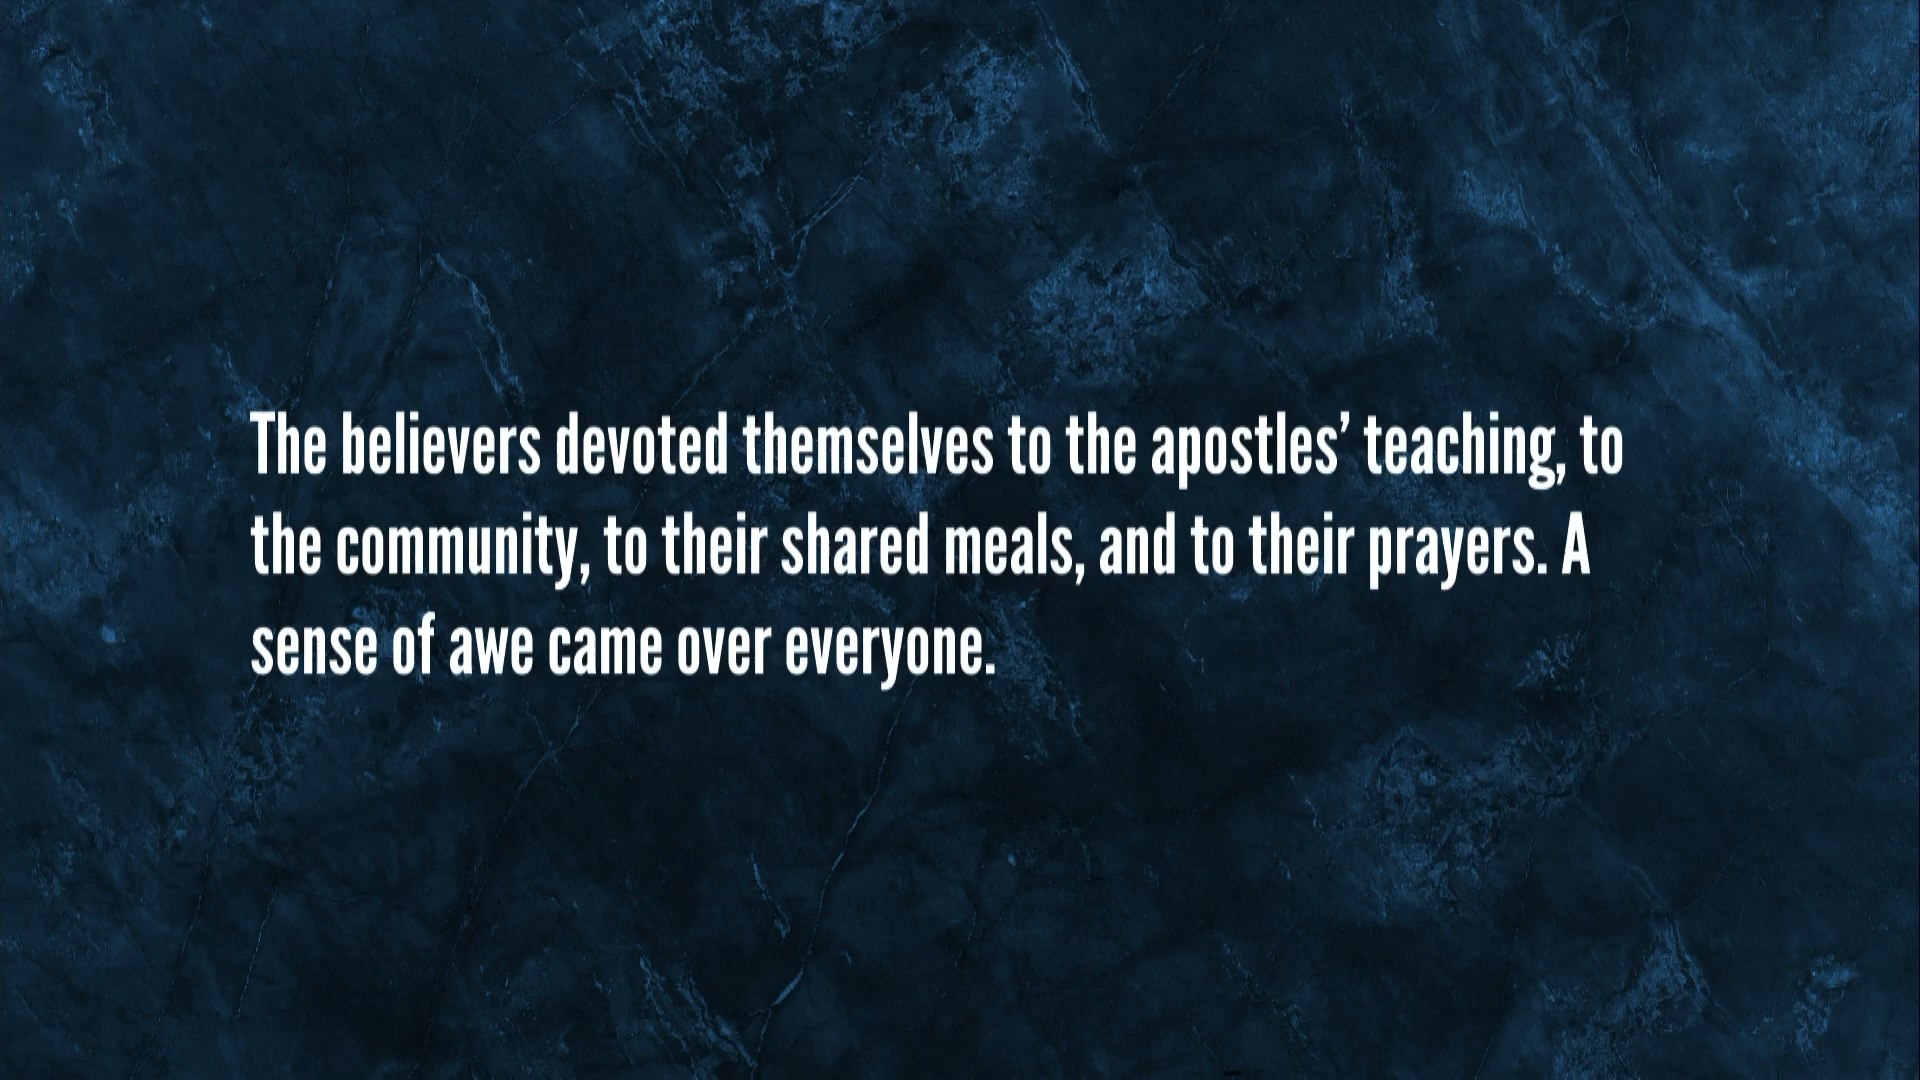 The believers devoted themselves to the apostles’ teaching, to
the community, to their shared meals, and to their prayers. A
sense of awe came over everyone.